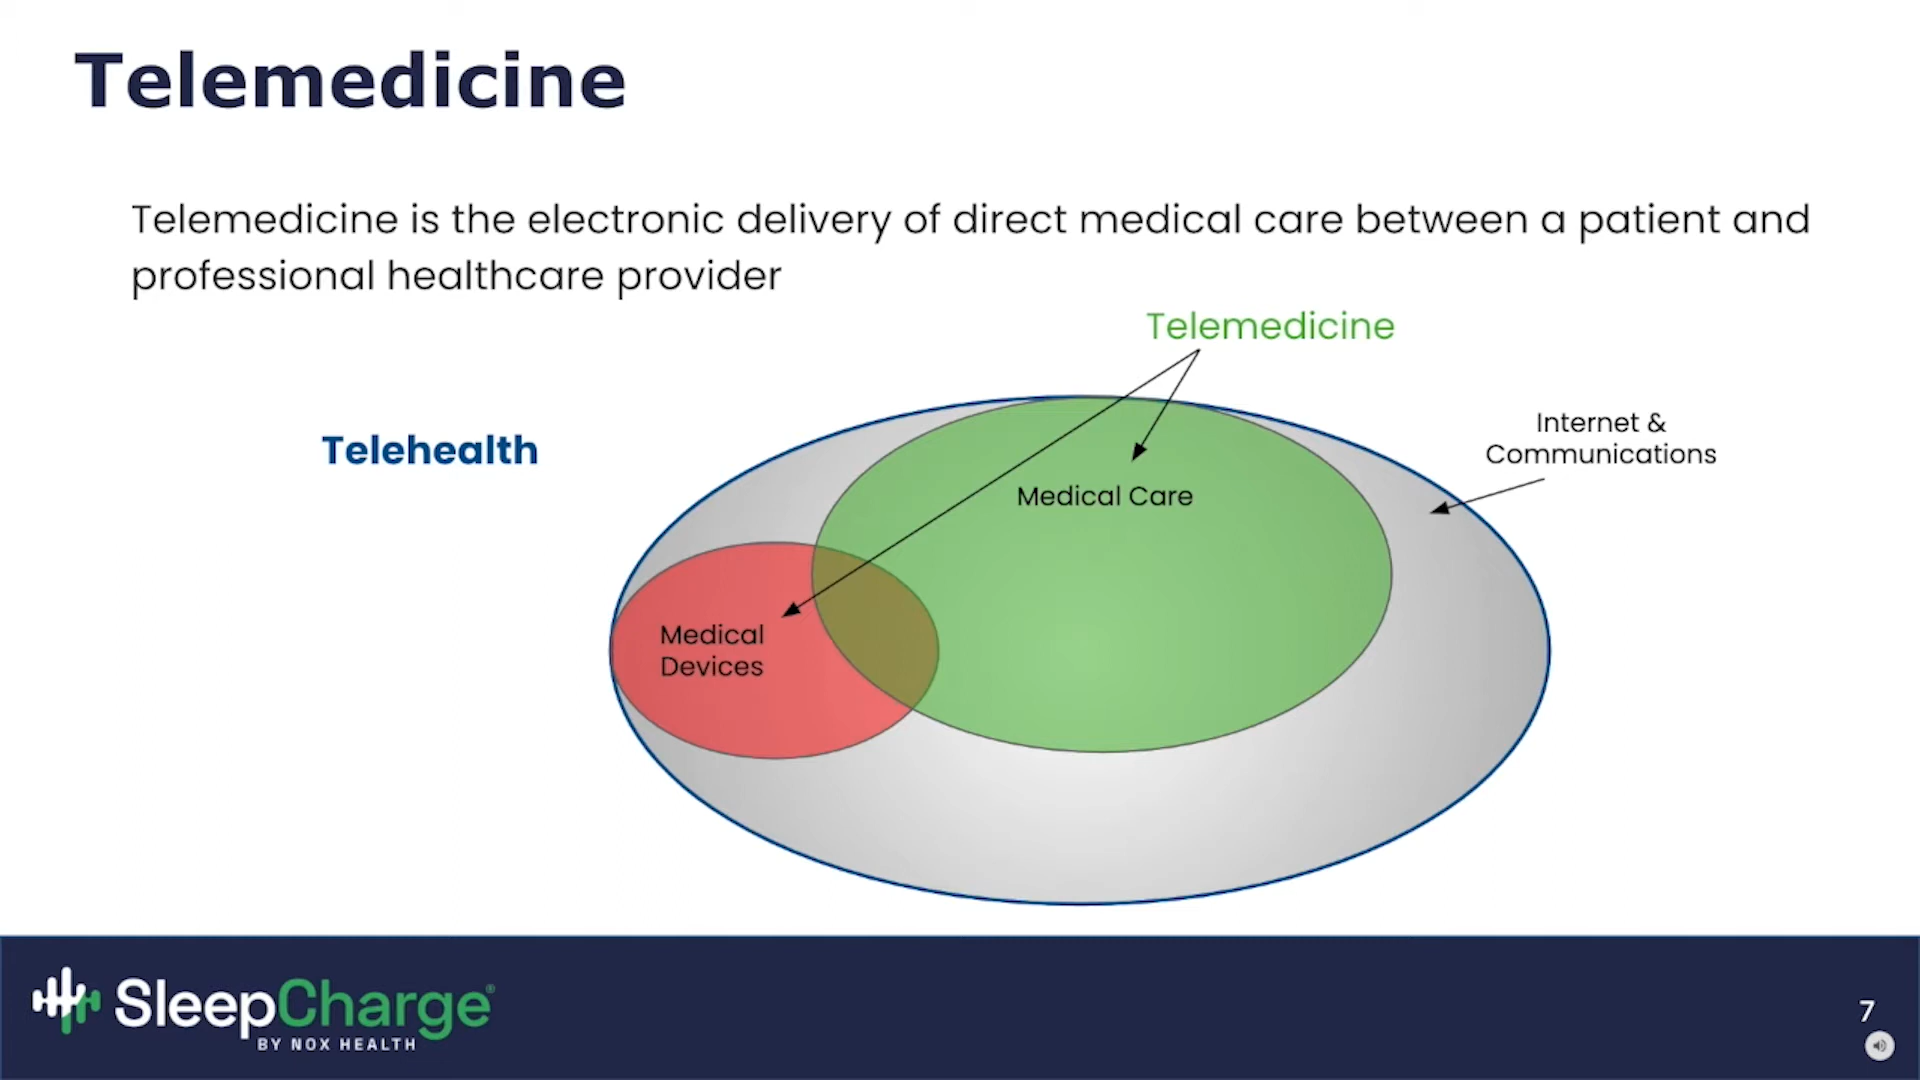 Telemedicine
Telemedicine is the electronic delivery of direct medical care between a patient and
professional healthcare provider
Telemedicine
Telehealth
Internet &
Communications
Medical Care
Medical
Devices
SleepCharge®
BY NOX HEALTH
7